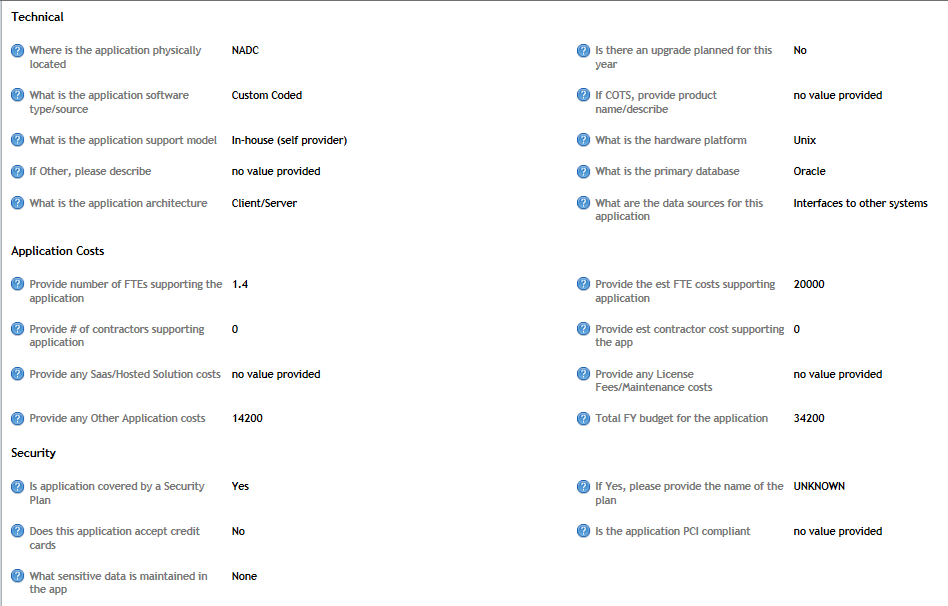 Technical
Where is the application physically located NADC
Is there an upgrade planned for this year No
What is the application software type/source Custom Coded
If COTS, provide product name/describe no value provided
What is the application support model In-house (self provider)
What is the hardware platform Unix
If Other, please describe no value provided
What is the primary database Oracle
What is the application architecture Client/Server
What are the data sources for this application Interfaces to other systems
Application Costs
Provide number of FTEs supporting the application 1.4
Provide the est FTE costs supporting application 20000
Provide # of contractors supporting application 0
Provide est contractor cost supporting the app 0
Provide any Saas/Hosted Solution costs no value provided
Provide any License Fees/Maintenance costs no value provided
Provide any Other Application costs 14200
Total FY budget for the application 34200
Security
Is application covered by a Security Plan Yes
If Yes, please provide the name of the plan UNKNOWN
Does this application accept credit cards No
Is the application PCI compliant no value provided
What sensitive data is maintained in the app None